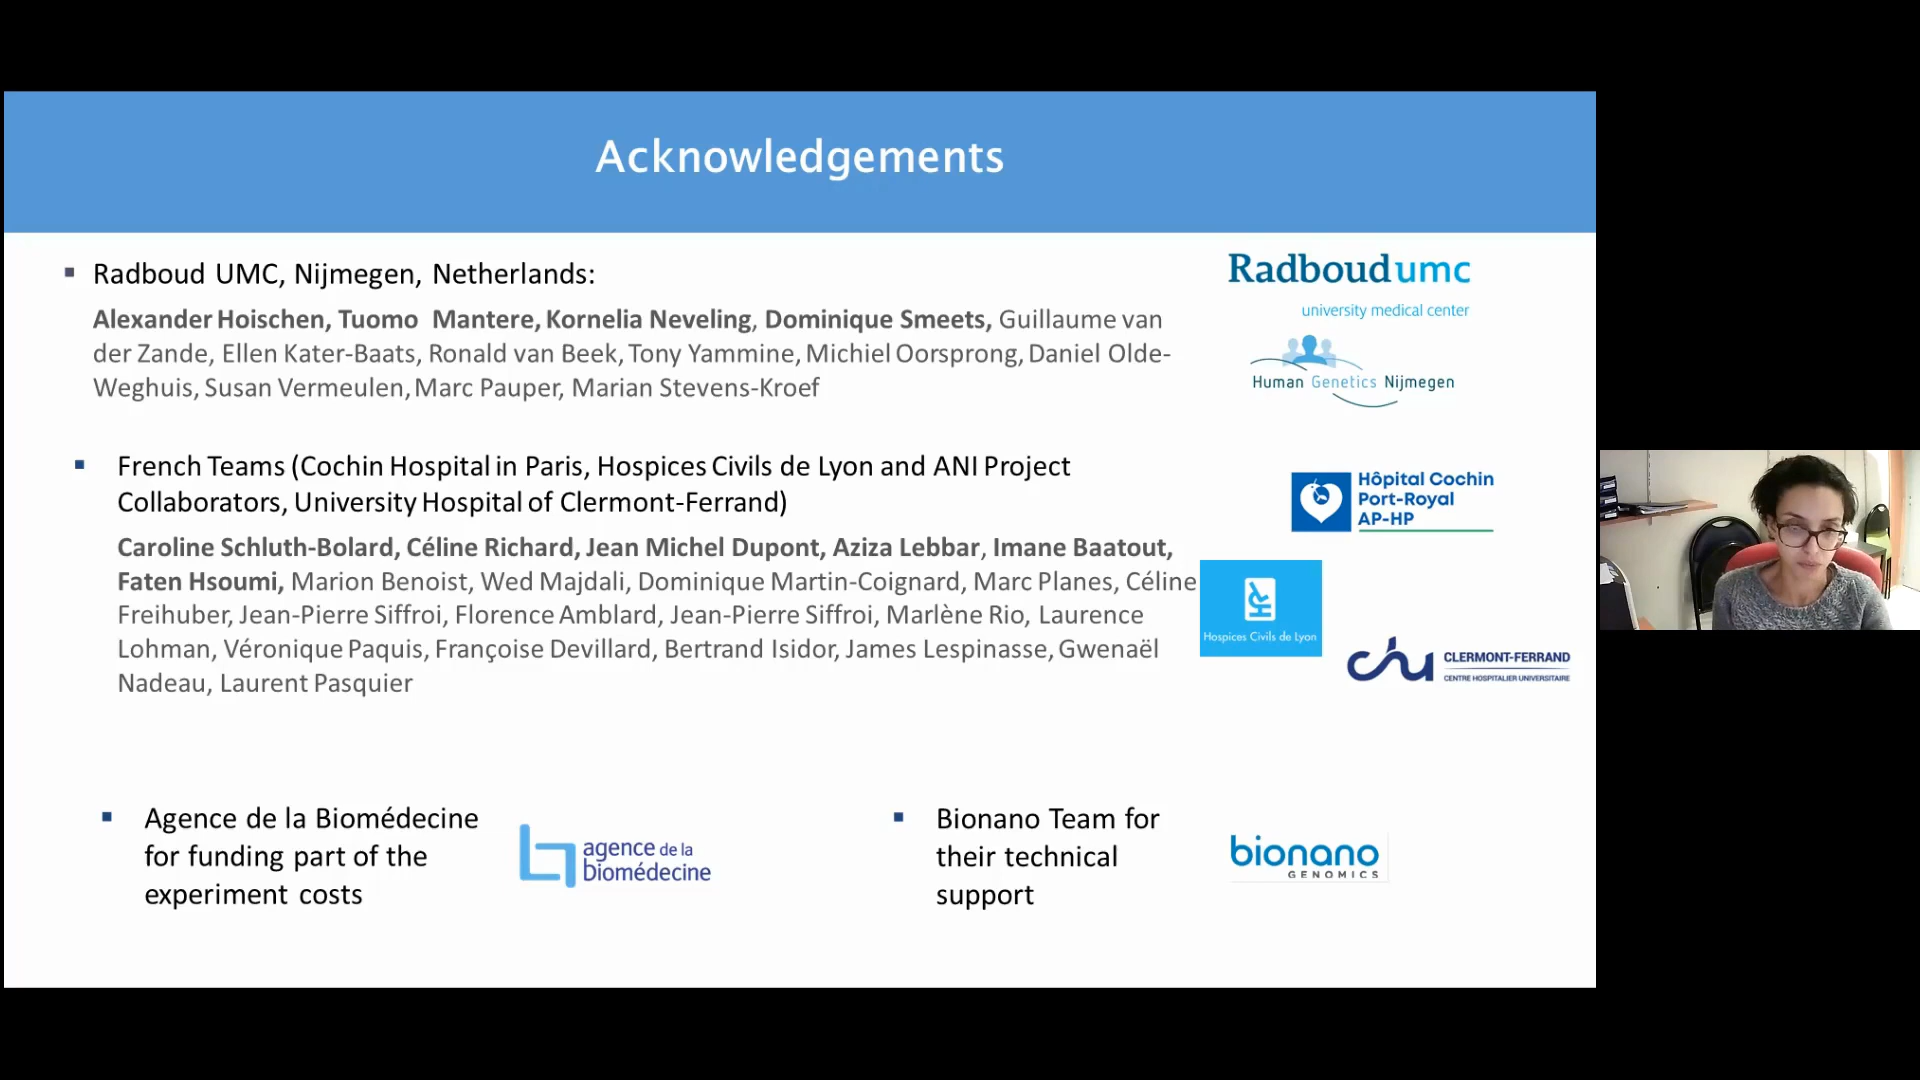 Acknowledgements
▪ Radboud UMC, Nijmegen, Netherlands:
Alexander Hoischen, Tuomo Mantere, Kornelia Neveling, Dominique Smeets, Guillaume van
der Zande, Ellen Kater-Baats, Ronald van Beek, Tony Yammine, Michiel Oorsprong, Daniel Olde-
Weghuis, Susan Vermeulen, Marc Pauper, Marian Stevens-Kroef
Radboudumc
university medical center
Human Genetics Nijmegen
▪ French Teams (Cochin Hospital in Paris, Hospices Civils de Lyon and ANI Project
Collaborators, University Hospital of Clermont-Ferrand)
Caroline Schluth-Bolard, Céline Richard, Jean Michel Dupont, Aziza Lebbar, Imane Baatout,
Faten Hsoumi, Marion Benoist, Wed Majdali, Dominique Martin-Coignard, Marc Planes, Céline
Freihuber, Jean-Pierre Siffroi, Florence Amblard, Jean-Pierre Siffroi, Marlène Rio, Laurence
Lohman, Véronique Paquis, Françoise Devillard, Bertrand Isidor, James Lespinasse, Gwenaël
Nadeau, Laurent Pasquier
Hôpital Cochin
Port-Royal
AP-HP
HCL
Hospices Civils de Lyon
chu CLERMONT-FERRAND
CENTRE HOSPITALIER UNIVERSITAIRE
▪ Agence de la Biomédecine
for funding part of the
experiment costs
agence de la
biomédecine
▪ Bionano Team for
their technical
support
bionano
GENOMICS